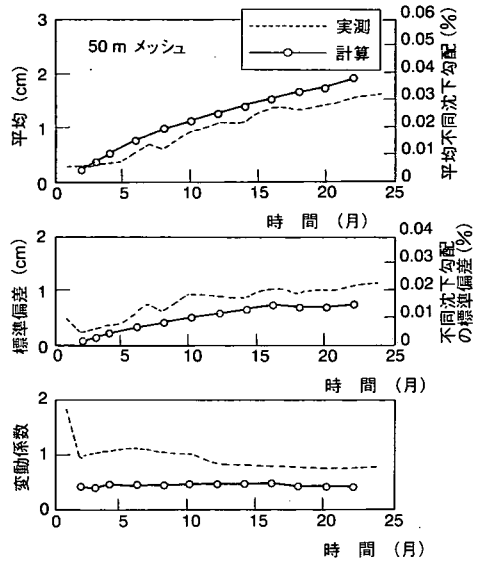 50 m メッシュ
実測
計算
平均 (cm)
3
2
1
0
平均不同沈下勾配 (%)
0.06
0.05
0.04
0.03
0.02
0.01
0
0 5 10 15 20 25
時 間 (月)
標準偏差 (cm)
2
1
0
不同沈下勾配
の標準偏差 (%)
0.04
0.03
0.02
0.01
0
0 5 10 15 20 25
時 間 (月)
変動係数
2
1
0
0 5 10 15 20 25
時 間 (月)